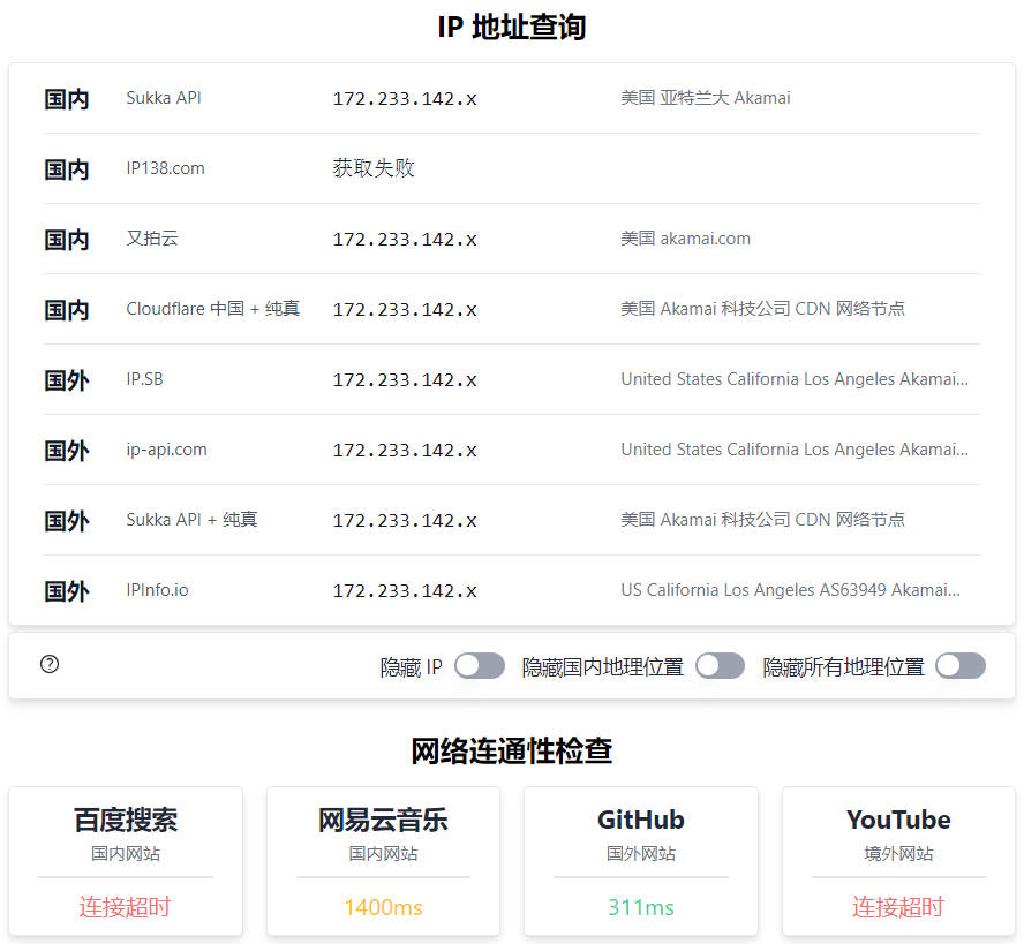 IP 地址查询
国内 Sukka API 172.233.142.x 美国 亚特兰大 Akamai
国内 IP138.com 获取失败
国内 又拍云 172.233.142.x 美国 akamai.com
国内 Cloudflare 中国 + 纯真 172.233.142.x 美国 Akamai 科技公司 CDN 网络节点
国外 IP.SB 172.233.142.x United States California Los Angeles Akamai...
国外 ip-api.com 172.233.142.x United States California Los Angeles Akamai...
国外 Sukka API + 纯真 172.233.142.x 美国 Akamai 科技公司 CDN 网络节点
国外 IPInfo.io 172.233.142.x US California Los Angeles AS63949 Akamai...
? 隐藏 IP 隐藏国内地理位置 隐藏所有地理位置
网络连通性检查
百度搜索 网易云音乐 GitHub YouTube
国内网站 国内网站 国外网站 境外网站
连接超时 1400ms 311ms 连接超时